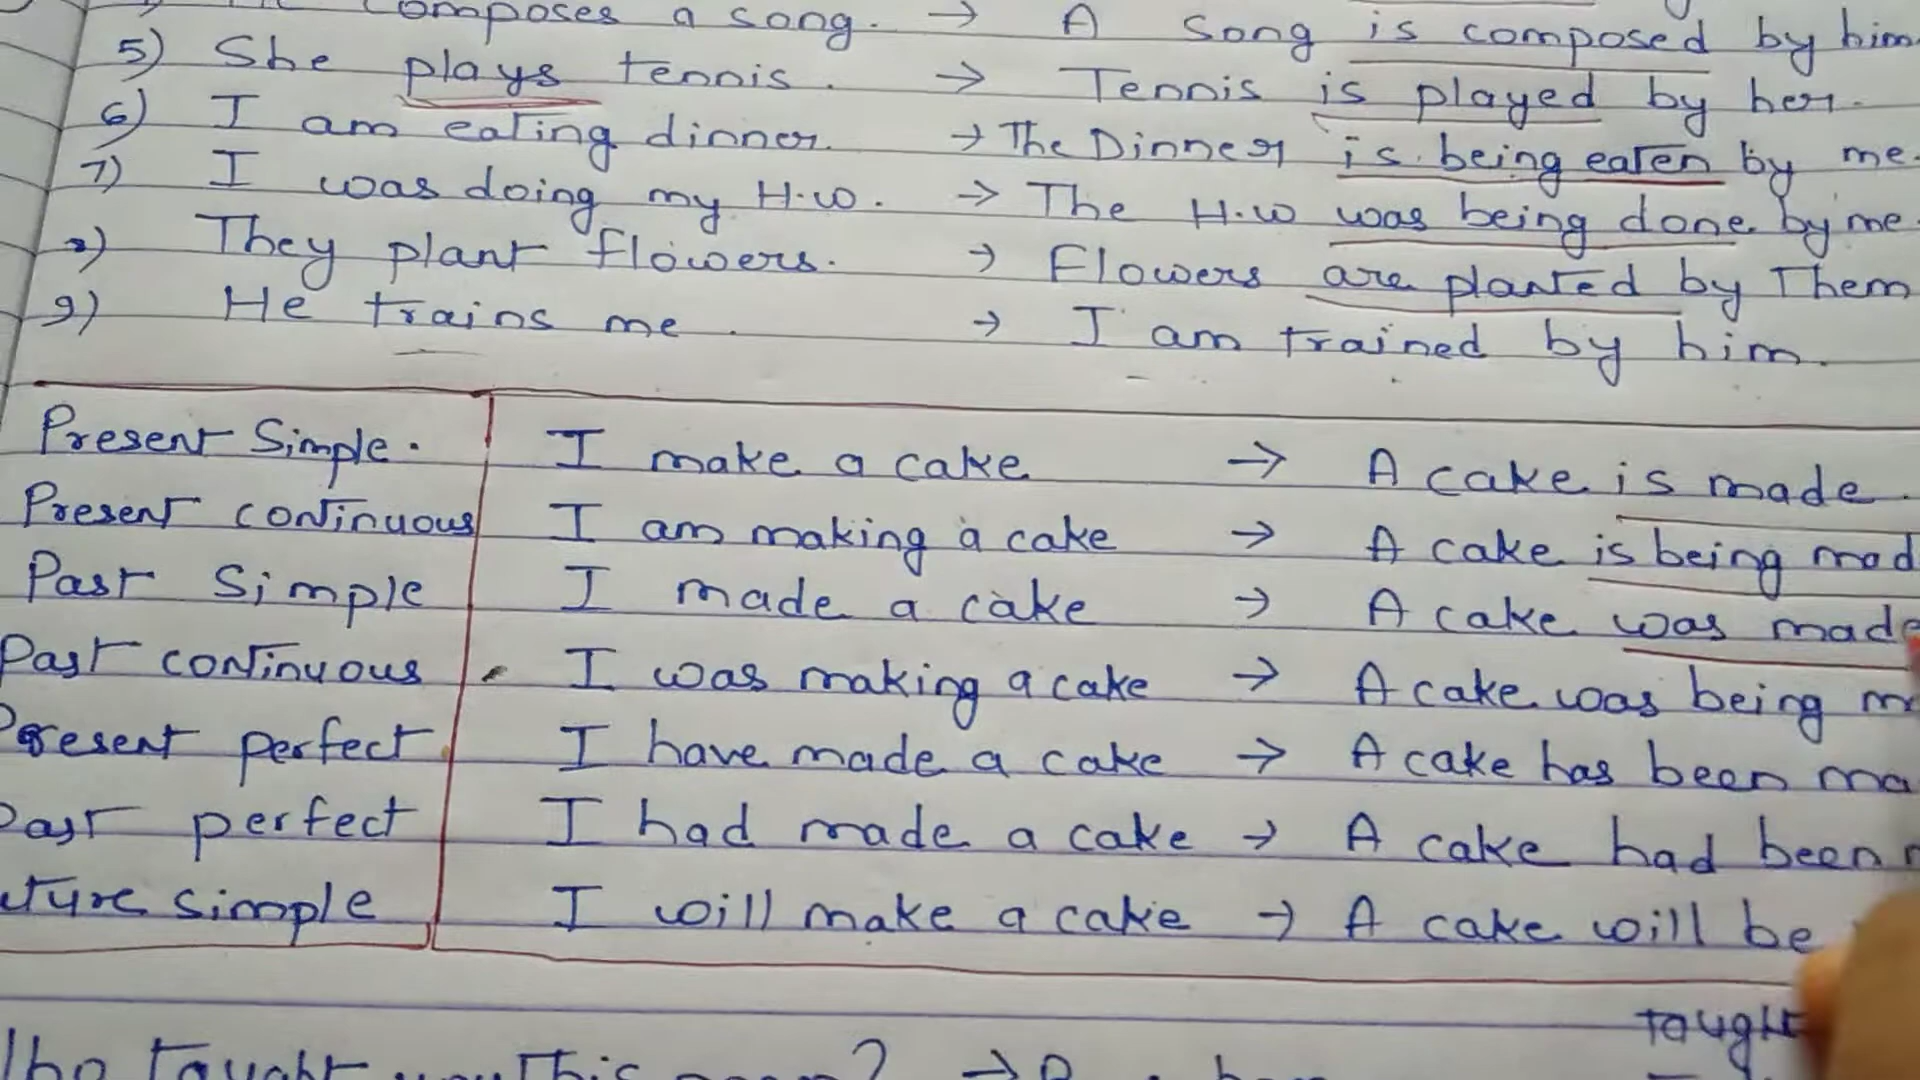 composes a song. → A song is composed by him.
5) She plays tennis. → Tennis is played by her.
6) I am eating dinner. → The Dinner is being eaten by me.
7) I was doing my H.w. → The H.w was being done by me.
8) They plant flowers. → Flowers are planted by Them
9) He trains me. → I am trained by him.
Present Simple. I make a cake → A cake is made.
Present continuous I am making a cake → A cake is being mad
Past Simple I made a cake → A cake was made
Past continuous I was making a cake → A cake was being m
Present perfect I have made a cake → A cake has been ma
Past perfect I had made a cake → A cake had been
uture simple I will make a cake → A cake will be
taught
taught you This ?